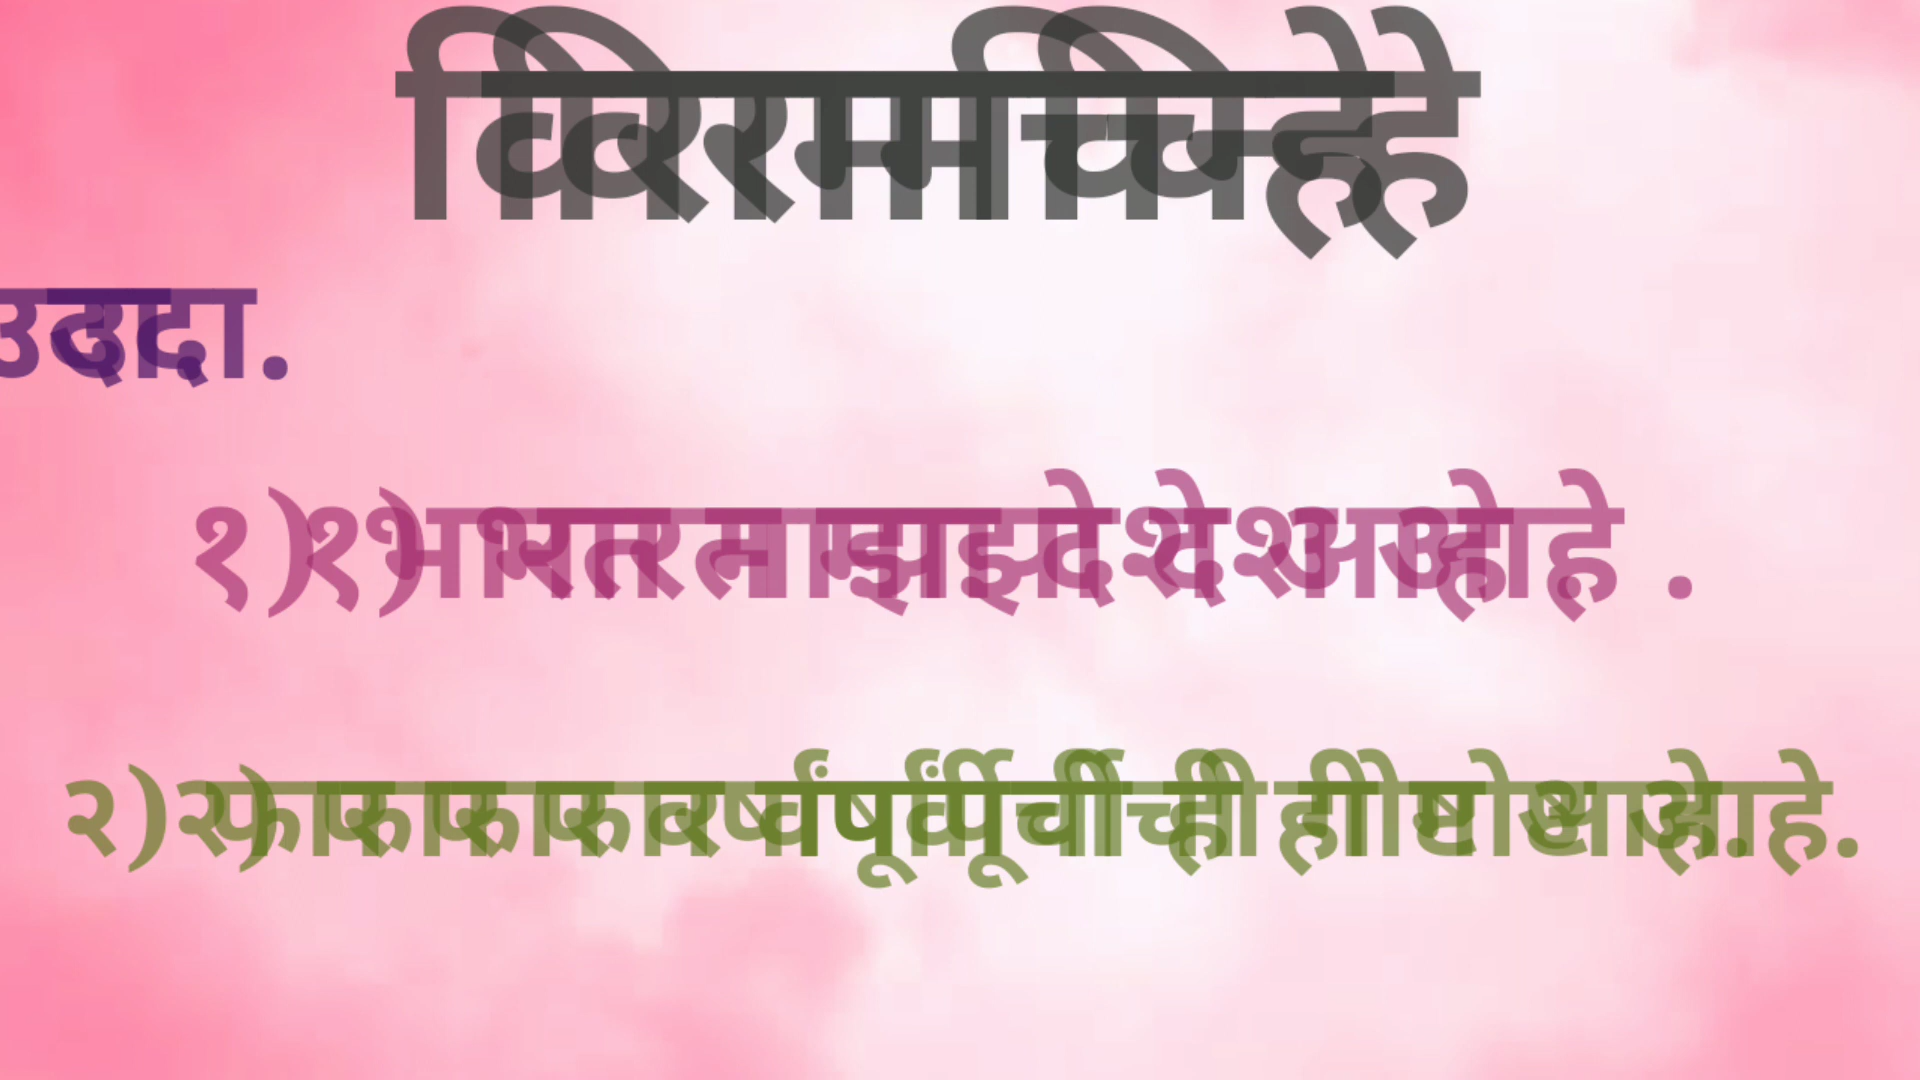 विरामचिन्हे
उदा.
१) भारत माझा देश आहे .
२) फार फार वर्षांपूर्वीची ही गोष्ट आहे.